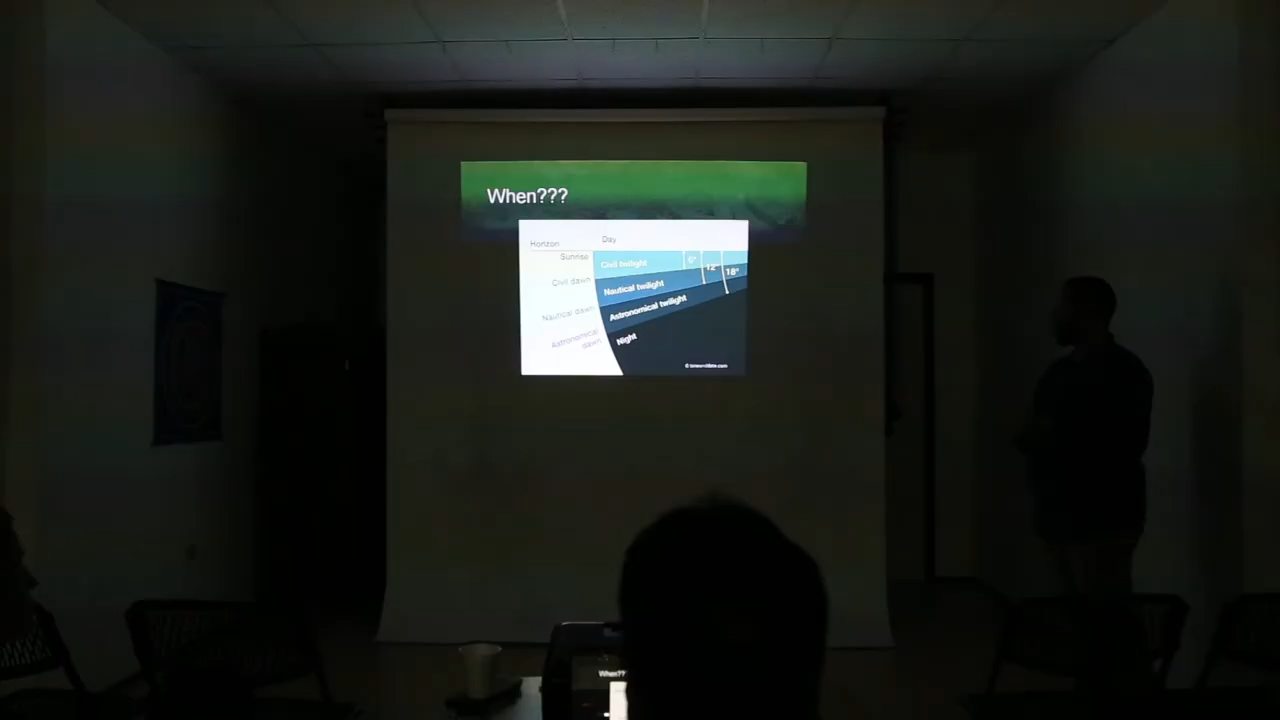 When???
Horizon
Day
Sunrise
Civil twilight
6°
12°
18°
Civil dawn
Nautical twilight
Nautical dawn
Astronomical twilight
Astronomical
dawn
Night
When??